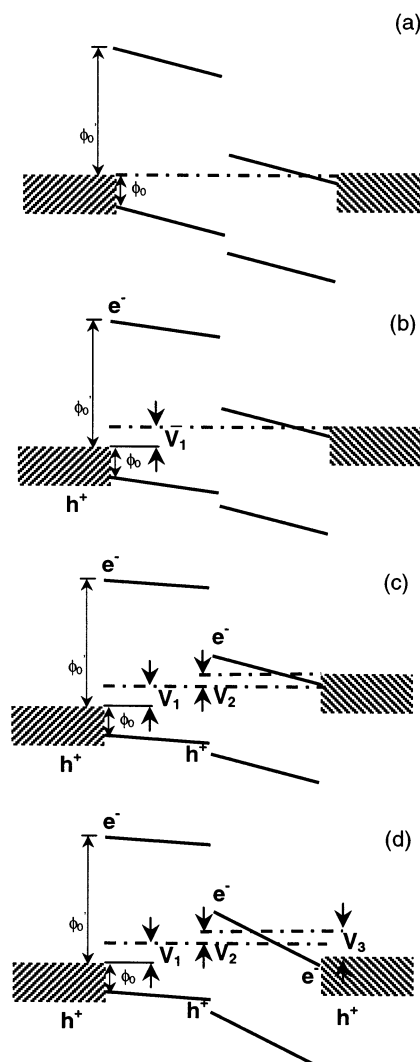 (a)
ϕ₀'
ϕ₀
(b)
e⁻
ϕ₀'
V₁
ϕ₀
h⁺
(c)
e⁻
e⁻
ϕ₀'
V₁ V₂
ϕ₀
h⁺
h⁺
(d)
e⁻
e⁻
ϕ₀'
V₁ V₂ V₃
ϕ₀
e⁻
h⁺ h⁺ h⁺